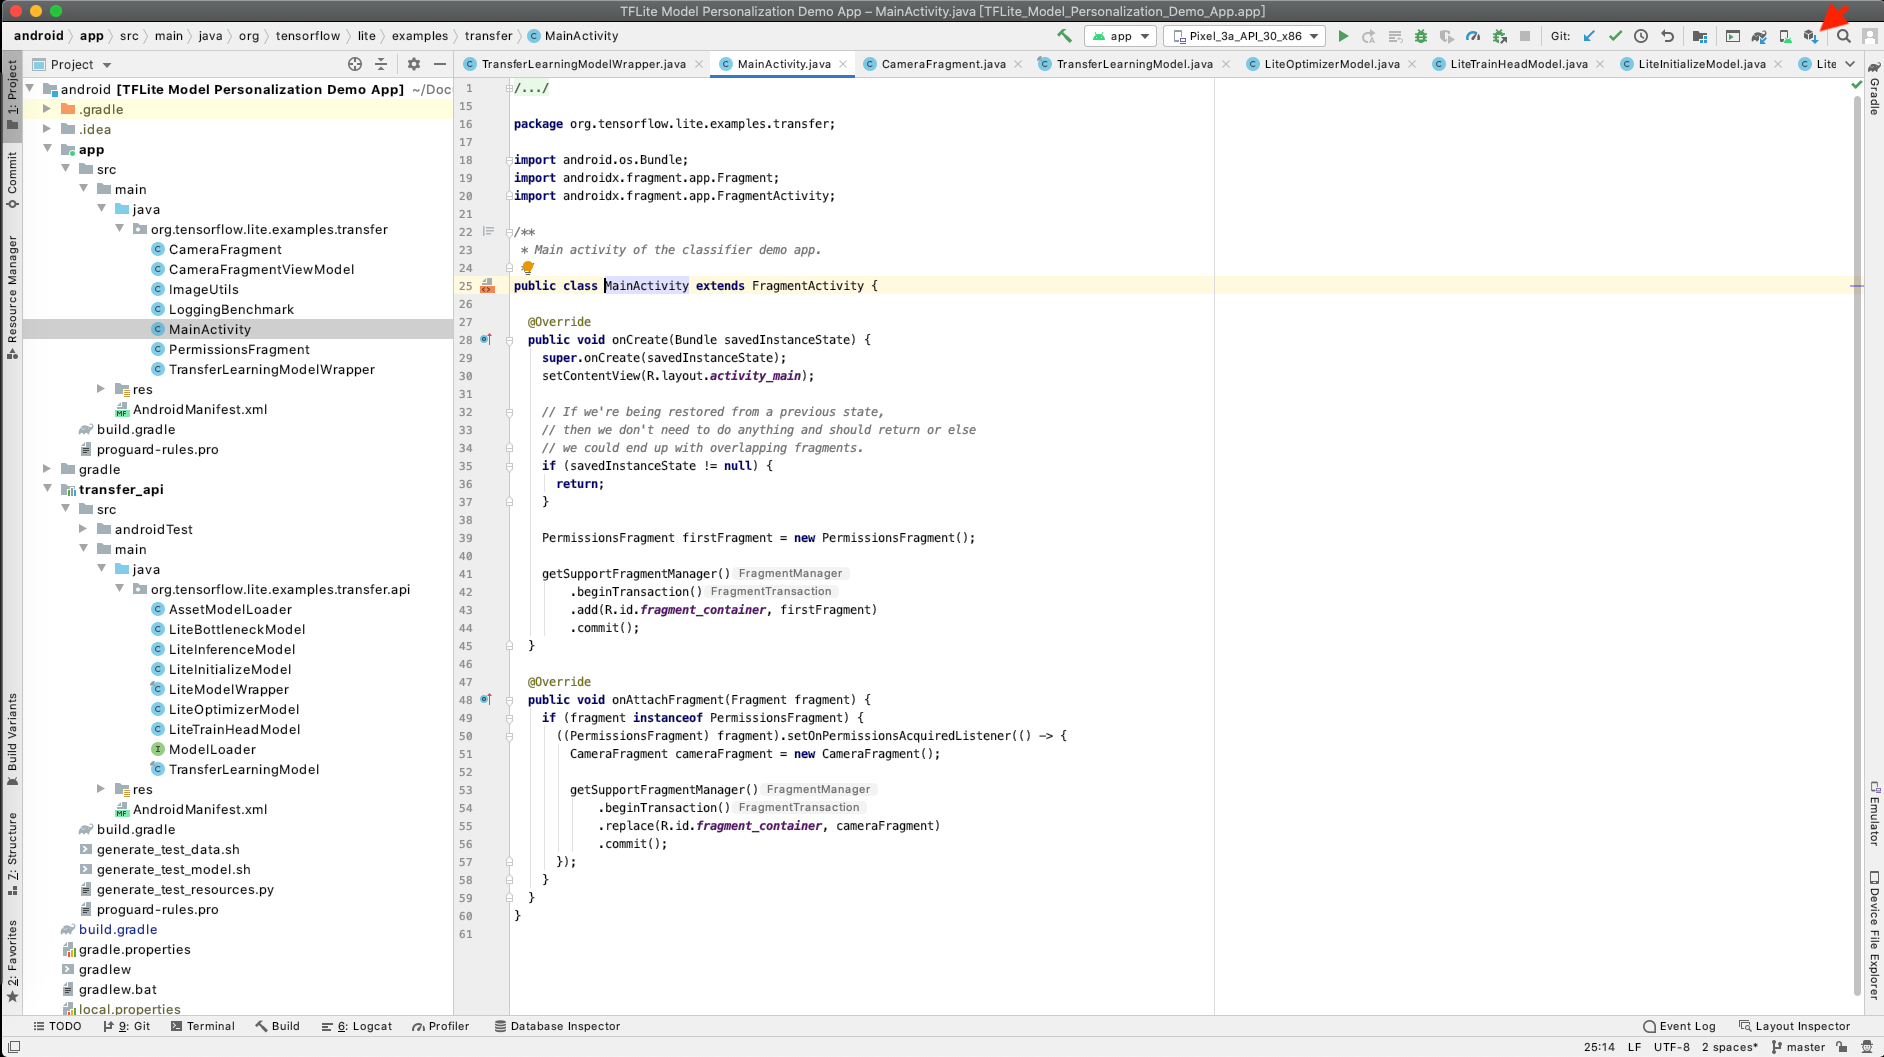 TFLite Model Personalization Demo App – MainActivity.java [TFLite_Model_Personalization_Demo_App.app]
android app src main java org tensorflow lite examples transfer MainActivity
app Pixel_3a_API_30_x86 Git:
Project
TransferLearningModelWrapper.java MainActivity.java CameraFragment.java TransferLearningModel.java LiteOptimizerModel.java LiteTrainHeadModel.java LiteInitializeModel.java Lite
1: Project
Commit
Resource Manager
Build Variants
Z: Structure
2: Favorites
android [TFLite Model Personalization Demo App] ~/Doc
.gradle
.idea
app
src
main
java
org.tensorflow.lite.examples.transfer
CameraFragment
CameraFragmentViewModel
ImageUtils
LoggingBenchmark
MainActivity
PermissionsFragment
TransferLearningModelWrapper
res
AndroidManifest.xml
build.gradle
proguard-rules.pro
gradle
transfer_api
src
androidTest
main
java
org.tensorflow.lite.examples.transfer.api
AssetModelLoader
LiteBottleneckModel
LiteInferenceModel
LiteInitializeModel
LiteModelWrapper
LiteOptimizerModel
LiteTrainHeadModel
ModelLoader
TransferLearningModel
res
AndroidManifest.xml
build.gradle
generate_test_data.sh
generate_test_model.sh
generate_test_resources.py
proguard-rules.pro
build.gradle
gradle.properties
gradlew
gradlew.bat
local.properties
1 /.../
15
16 package org.tensorflow.lite.examples.transfer;
17
18 import android.os.Bundle;
19 import androidx.fragment.app.Fragment;
20 import androidx.fragment.app.FragmentActivity;
21
22 /**
23 * Main activity of the classifier demo app.
24
25 public class MainActivity extends FragmentActivity {
26
27 @Override
28 public void onCreate(Bundle savedInstanceState) {
29 super.onCreate(savedInstanceState);
30 setContentView(R.layout.activity_main);
31
32 // If we're being restored from a previous state,
33 // then we don't need to do anything and should return or else
34 // we could end up with overlapping fragments.
35 if (savedInstanceState != null) {
36 return;
37 }
38
39 PermissionsFragment firstFragment = new PermissionsFragment();
40
41 getSupportFragmentManager() FragmentManager
42 .beginTransaction() FragmentTransaction
43 .add(R.id.fragment_container, firstFragment)
44 .commit();
45 }
46
47 @Override
48 public void onAttachFragment(Fragment fragment) {
49 if (fragment instanceof PermissionsFragment) {
50 ((PermissionsFragment) fragment).setOnPermissionsAcquiredListener(() -> {
51 CameraFragment cameraFragment = new CameraFragment();
52
53 getSupportFragmentManager() FragmentManager
54 .beginTransaction() FragmentTransaction
55 .replace(R.id.fragment_container, cameraFragment)
56 .commit();
57 });
58 }
59 }
60 }
61
Gradle
Emulator
Device File Explorer
TODO 9: Git Terminal Build 6: Logcat Profiler Database Inspector Event Log Layout Inspector
25:14 LF UTF-8 2 spaces* master